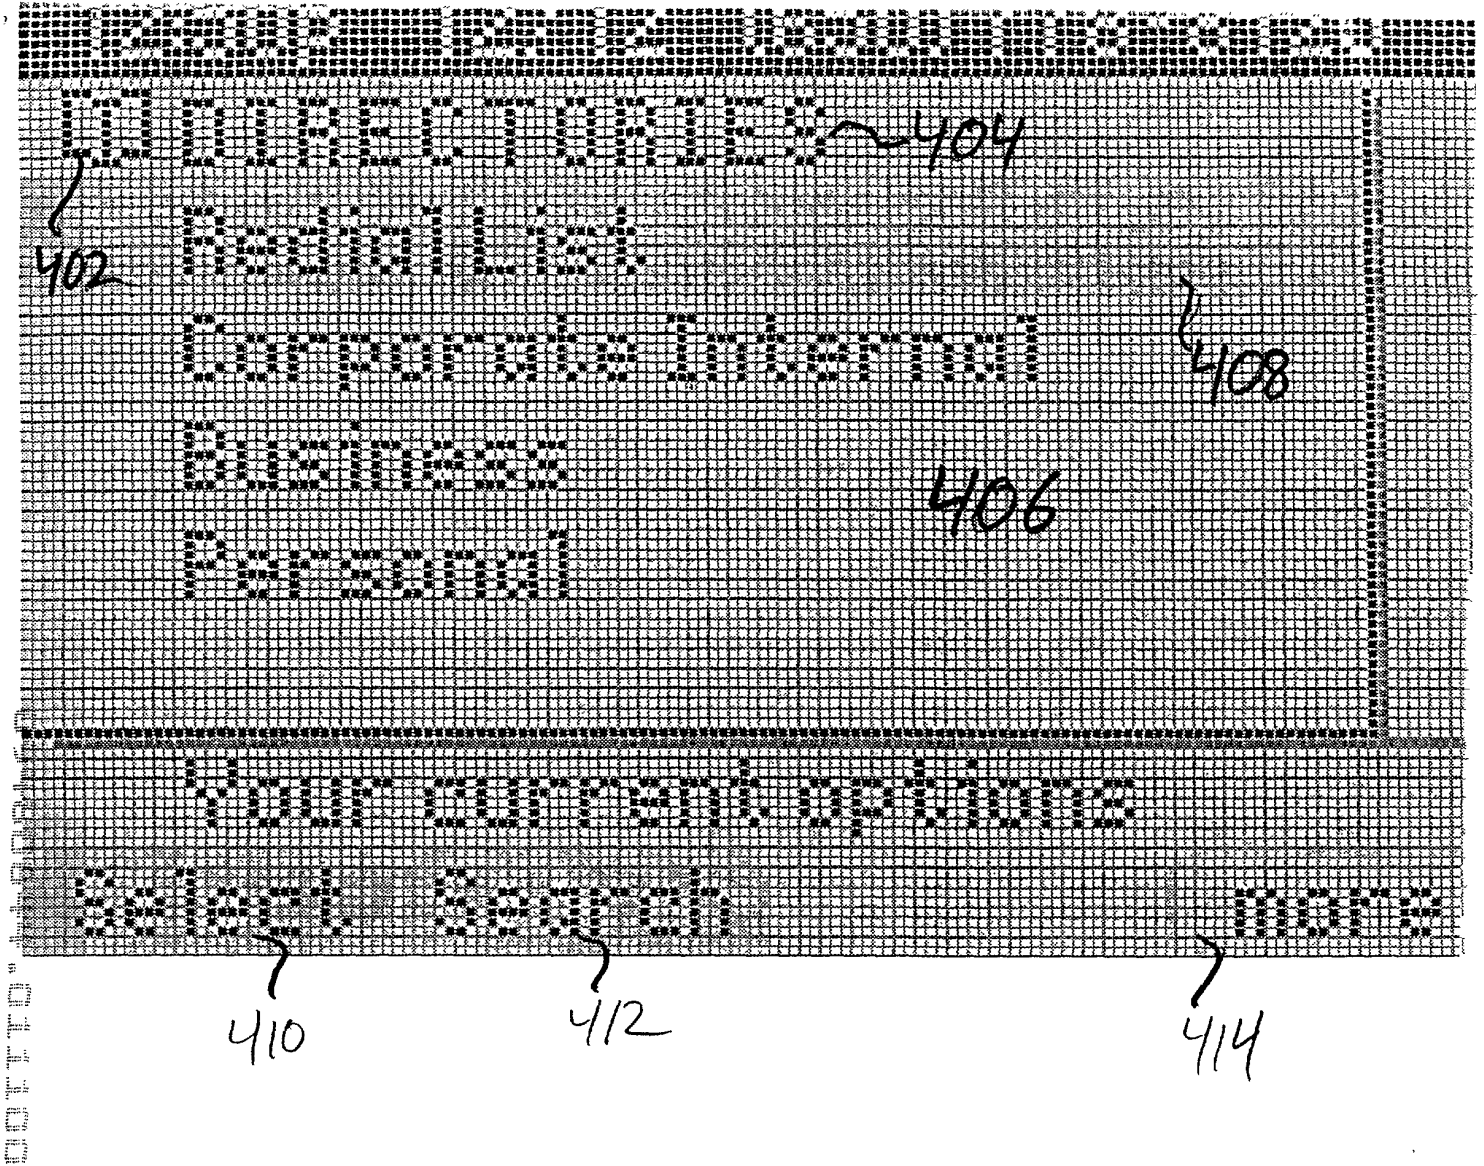 DIRECTORIES 404
Redial List
402
Corporate Internal
408
Business
406
Personal
Your current options
Select Search more
410 412 414